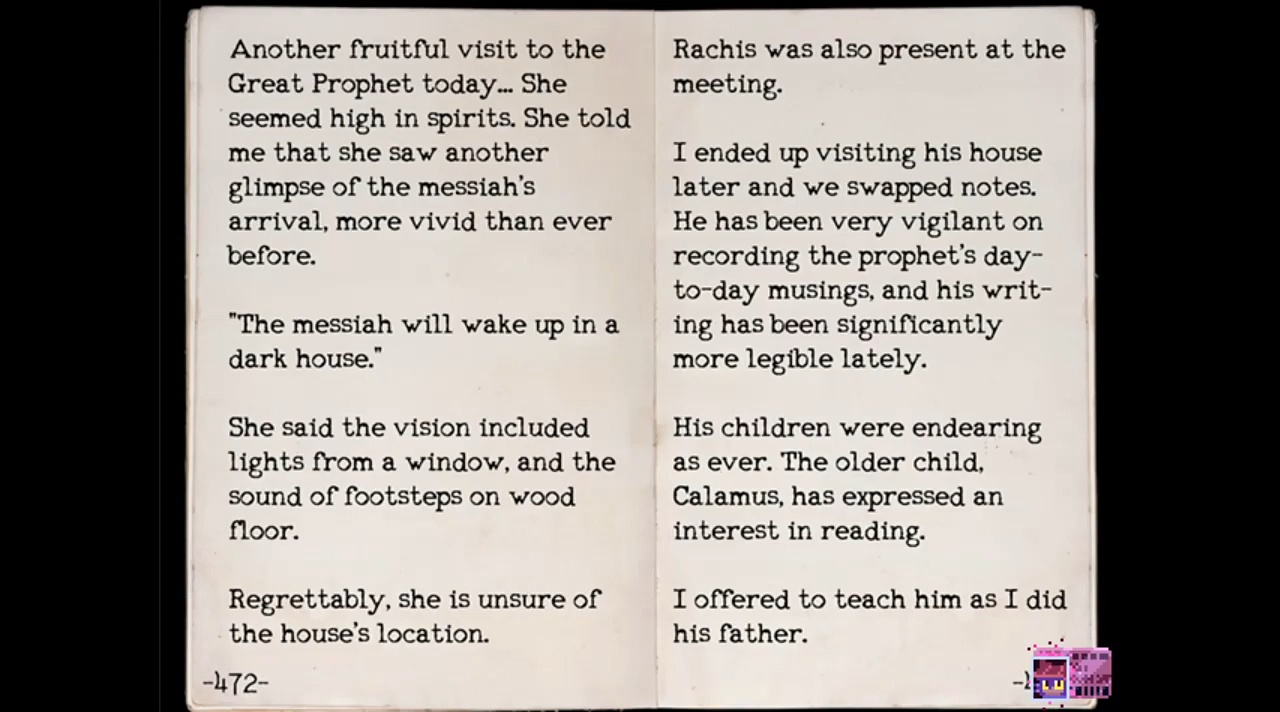 Another fruitful visit to the
Great Prophet today... She
seemed high in spirits. She told
me that she saw another
glimpse of the messiah's
arrival, more vivid than ever
before.
"The messiah will wake up in a
dark house."
She said the vision included
lights from a window, and the
sound of footsteps on wood
floor.
Regrettably, she is unsure of
the house's location.
-472-
Rachis was also present at the
meeting.
I ended up visiting his house
later and we swapped notes.
He has been very vigilant on
recording the prophet's day-
to-day musings, and his writ-
ing has been significantly
more legible lately.
His children were endearing
as ever. The older child,
Calamus, has expressed an
interest in reading.
I offered to teach him as I did
his father.